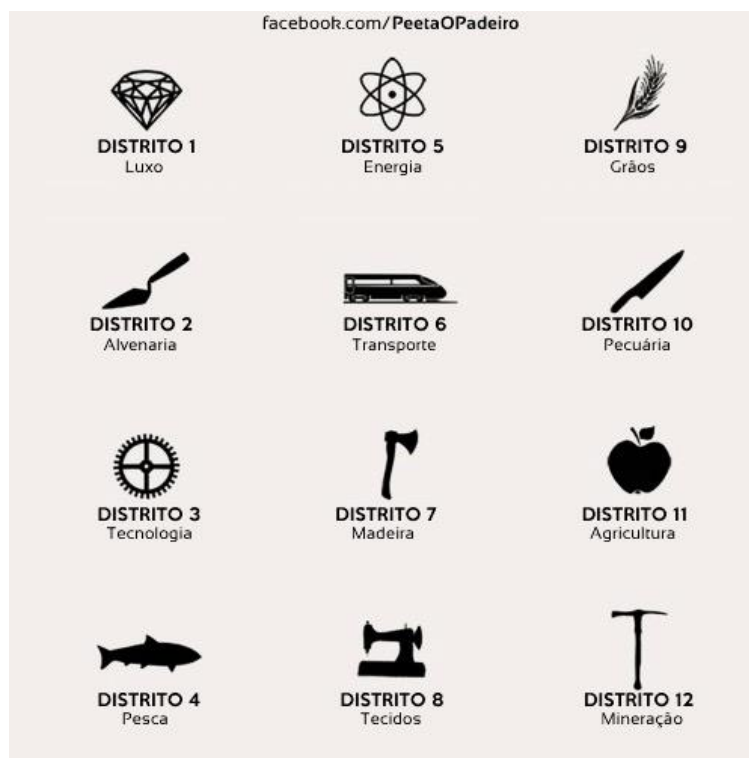 facebook.com/PeetaOPadeiro
DISTRITO 1
Luxo
DISTRITO 5
Energia
DISTRITO 9
Grãos
DISTRITO 2
Alvenaria
DISTRITO 6
Transporte
DISTRITO 10
Pecuária
DISTRITO 3
Tecnologia
DISTRITO 7
Madeira
DISTRITO 11
Agricultura
DISTRITO 4
Pesca
DISTRITO 8
Tecidos
DISTRITO 12
Mineração